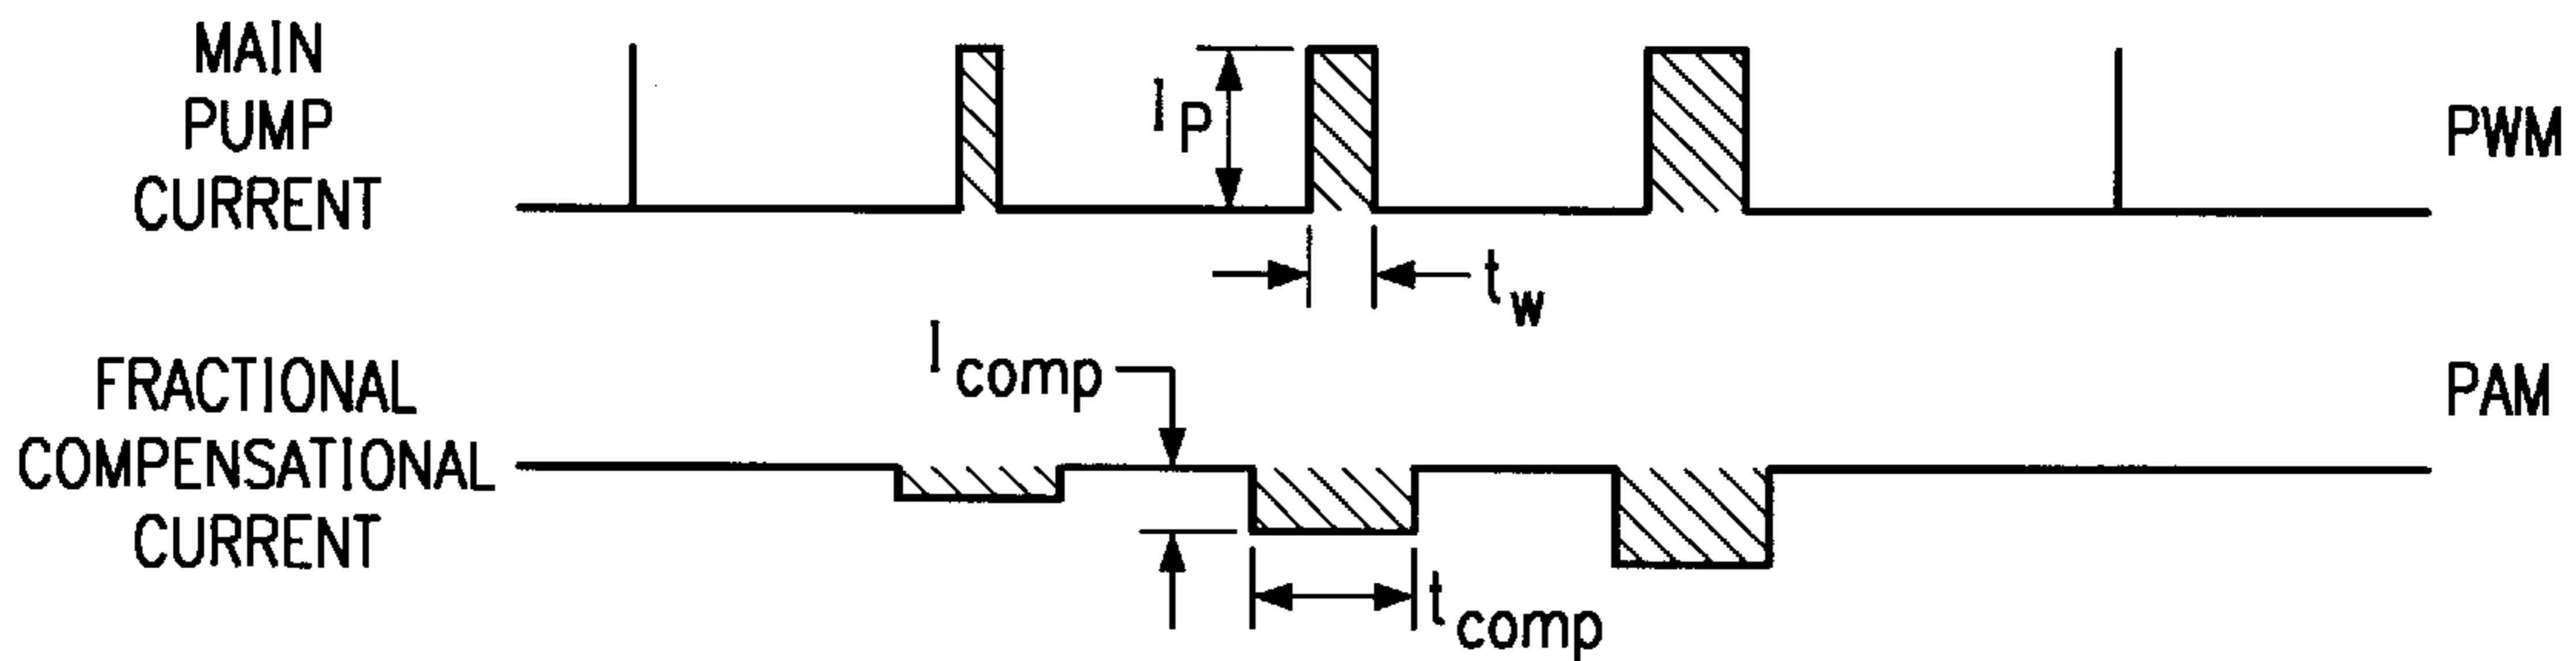 MAIN
PUMP
CURRENT
I_P
PWM
t_w
FRACTIONAL
COMPENSATIONAL
CURRENT
I_comp
PAM
t_comp